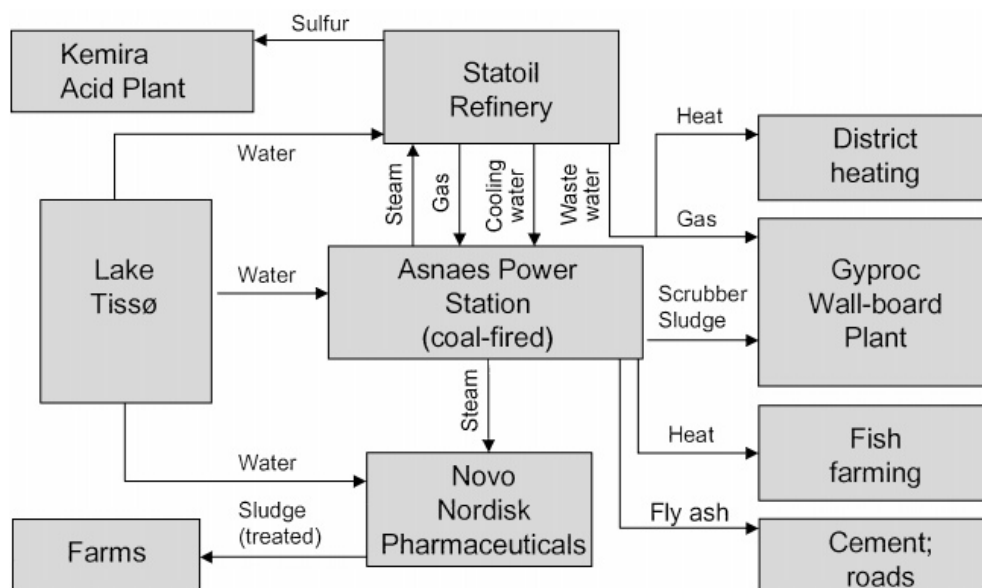 Sulfur
Kemira
Acid Plant
Statoil
Refinery
Heat
District
heating
Water
Steam
Gas
Cooling
water
Waste
water
Gas
Lake
Tissø
Water
Asnaes Power
Station
(coal-fired)
Scrubber
Sludge
Gyproc
Wall-board
Plant
Steam
Heat
Fish
farming
Water
Novo
Nordisk
Pharmaceuticals
Sludge
(treated)
Farms
Fly ash
Cement;
roads